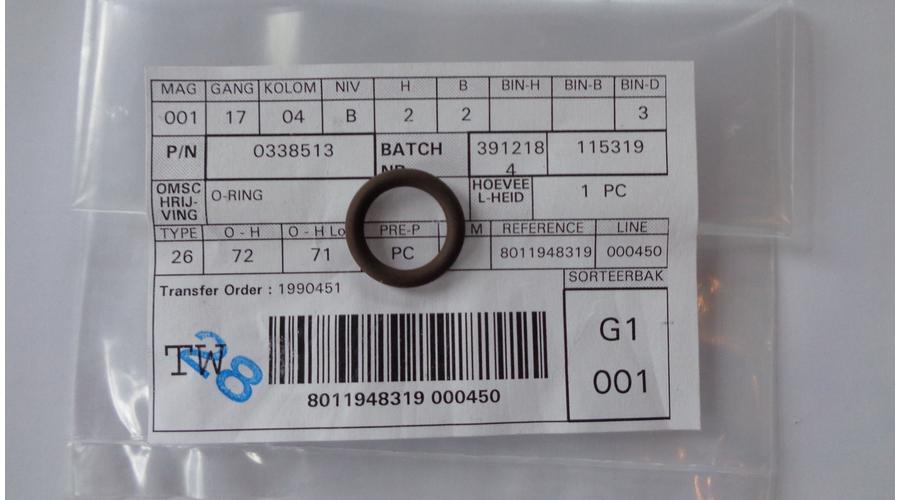 MAG GANG KOLOM NIV H B BIN-H BIN-B BIN-D
001 17 04 B 2 2 3
P/N 0338513 BATCH 391218 115319
4
OMSC
HRIJ-
VING
O-RING
HOEVEE
L-HEID
1 PC
TYPE O - H O - H PRE-P M REFERENCE LINE
26 72 71 PC 8011948319 000450
Transfer Order : 1990451
SORTEERBAK
TW
28
G1
001
8011948319 000450